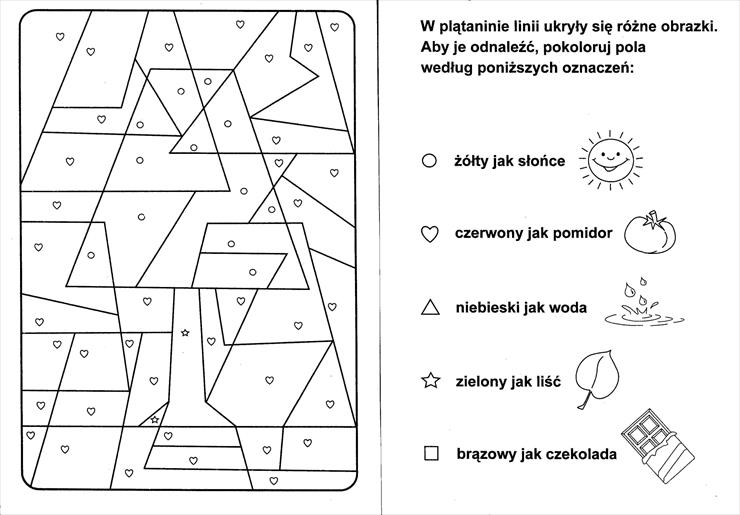 W plątaninie linii ukryły się różne obrazki.
Aby je odnaleźć, pokoloruj pola
według poniższych oznaczeń:
żółty jak słońce
czerwony jak pomidor
niebieski jak woda
zielony jak liść
brązowy jak czekolada